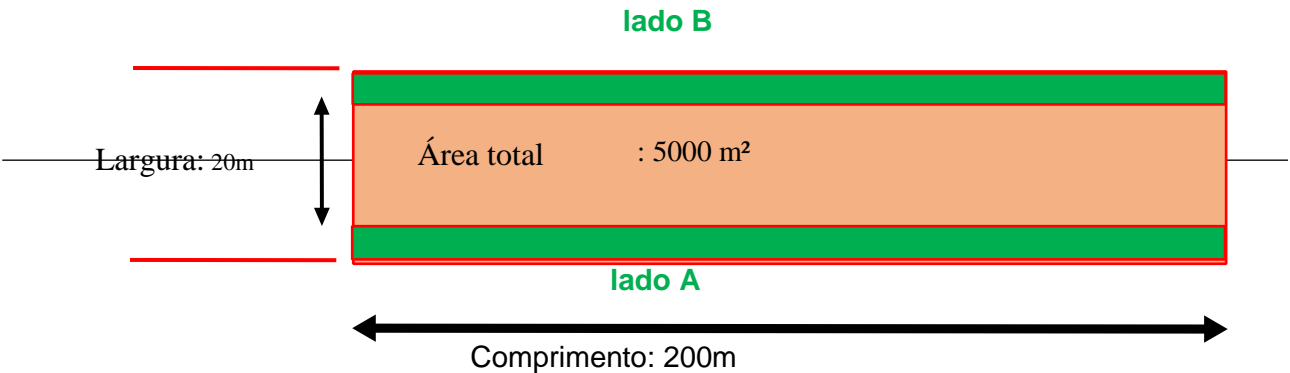 lado B
Largura: 20m
Área total : 5000 m²
lado A
Comprimento: 200m